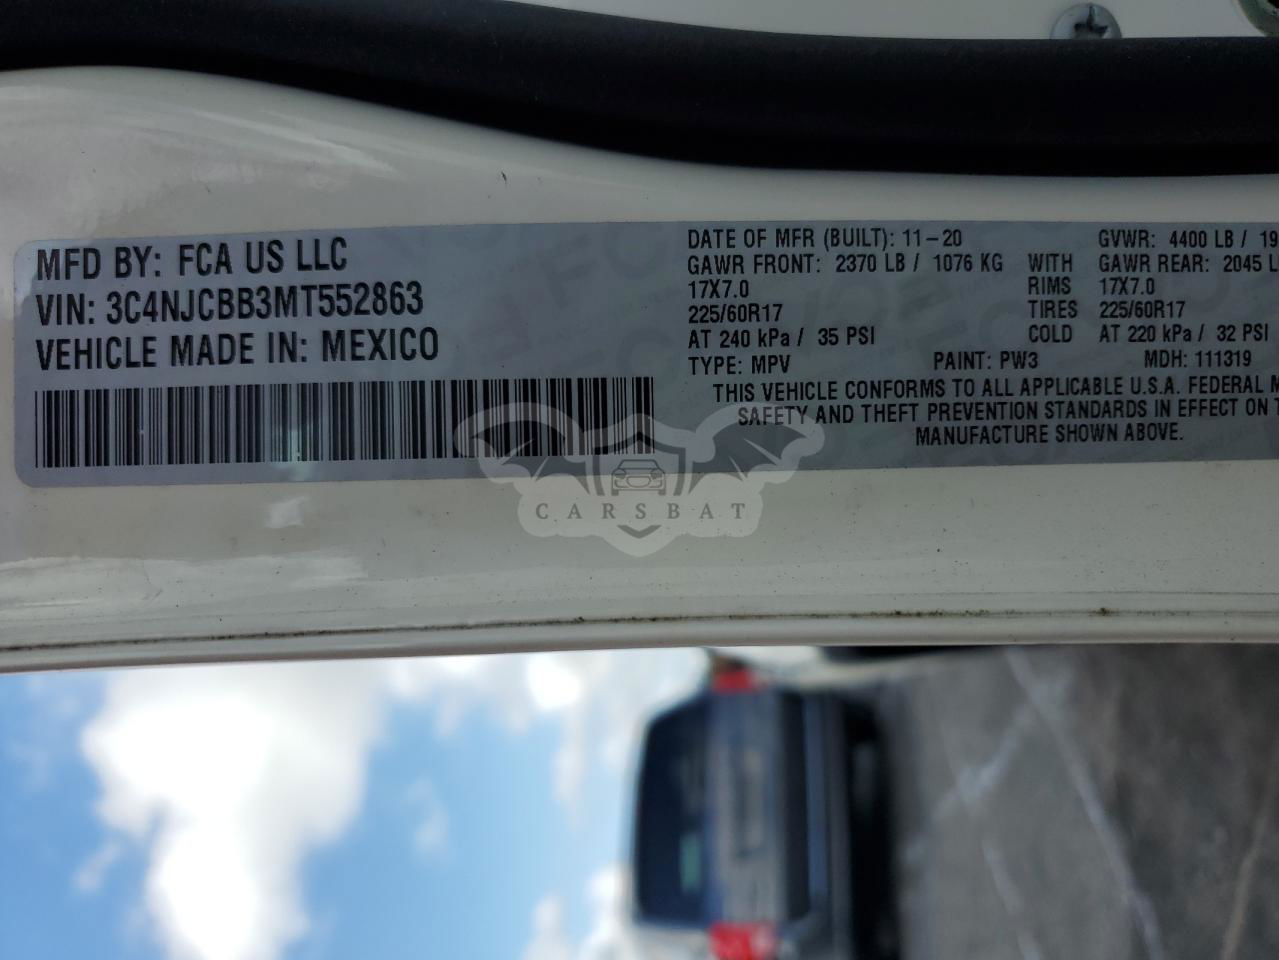 MFD BY: FCA US LLC
VIN: 3C4NJCBB3MT552863
VEHICLE MADE IN: MEXICO
DATE OF MFR (BUILT): 11-20 GVWR: 4400 LB /
GAWR FRONT: 2370 LB / 1076 KG WITH GAWR REAR: 2045
17X7.0 RIMS 17X7.0
225/60R17 TIRES 225/60R17
AT 240 kPa / 35 PSI COLD AT 220 kPa / 32 PSI
TYPE: MPV PAINT: PW3 MDH: 111319
THIS VEHICLE CONFORMS TO ALL APPLICABLE U.S.A. FEDERAL
SAFETY AND THEFT PREVENTION STANDARDS IN EFFECT ON
MANUFACTURE SHOWN ABOVE.
CARSBAT